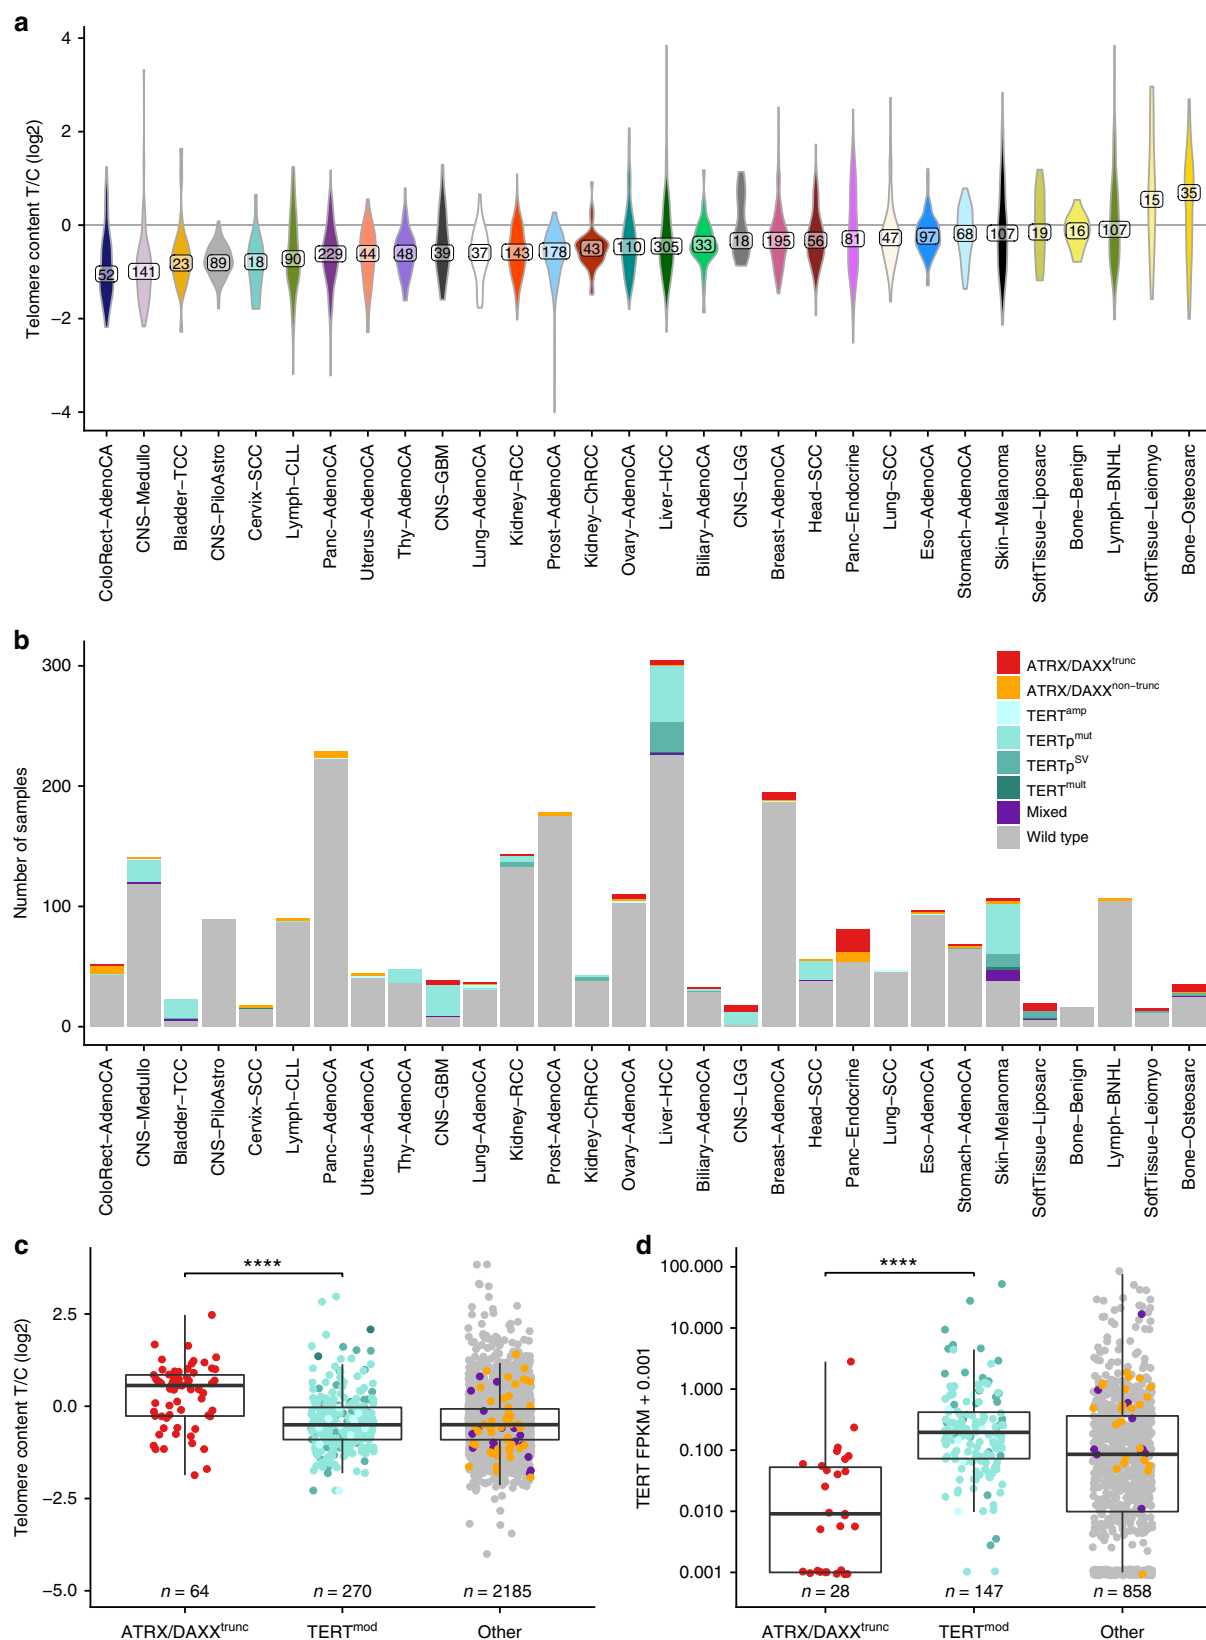 a
Telomere content T/C (log2)
4
2
0
−2
−4
52
141
23
89
18
90
229
44
48
39
37
143
178
43
110
305
33
18
195
56
81
47
97
68
107
19
16
107
15
35
ColoRect−AdenoCA
CNS−Medullo
Bladder−TCC
CNS−PiloAstro
Cervix−SCC
Lymph−CLL
Panc−AdenoCA
Uterus−AdenoCA
Thy−AdenoCA
CNS−GBM
Lung−AdenoCA
Kidney−RCC
Prost−AdenoCA
Kidney−ChRCC
Ovary−AdenoCA
Liver−HCC
Biliary−AdenoCA
CNS−LGG
Breast−AdenoCA
Head−SCC
Panc−Endocrine
Lung−SCC
Eso−AdenoCA
Stomach−AdenoCA
Skin−Melanoma
SoftTissue−Liposarc
Bone−Benign
Lymph−BNHL
SoftTissue−Leiomyo
Bone−Osteosarc
b
Number of samples
300
200
100
0
ATRX/DAXXtrunc
ATRX/DAXXnon−trunc
TERTamp
TERTpmut
TERTpSV
TERTmult
Mixed
Wild type
ColoRect−AdenoCA
CNS−Medullo
Bladder−TCC
CNS−PiloAstro
Cervix−SCC
Lymph−CLL
Panc−AdenoCA
Uterus−AdenoCA
Thy−AdenoCA
CNS−GBM
Lung−AdenoCA
Kidney−RCC
Prost−AdenoCA
Kidney−ChRCC
Ovary−AdenoCA
Liver−HCC
Biliary−AdenoCA
CNS−LGG
Breast−AdenoCA
Head−SCC
Panc−Endocrine
Lung−SCC
Eso−AdenoCA
Stomach−AdenoCA
Skin−Melanoma
SoftTissue−Liposarc
Bone−Benign
Lymph−BNHL
SoftTissue−Leiomyo
Bone−Osteosarc
c
Telomere content T/C (log2)
2.5
0.0
−2.5
−5.0
****
n = 64
n = 270
n = 2185
ATRX/DAXXtrunc
TERTmod
Other
d
TERT FPKM + 0.001
100.000
10.000
1.000
0.100
0.010
0.001
****
n = 28
n = 147
n = 858
ATRX/DAXXtrunc
TERTmod
Other